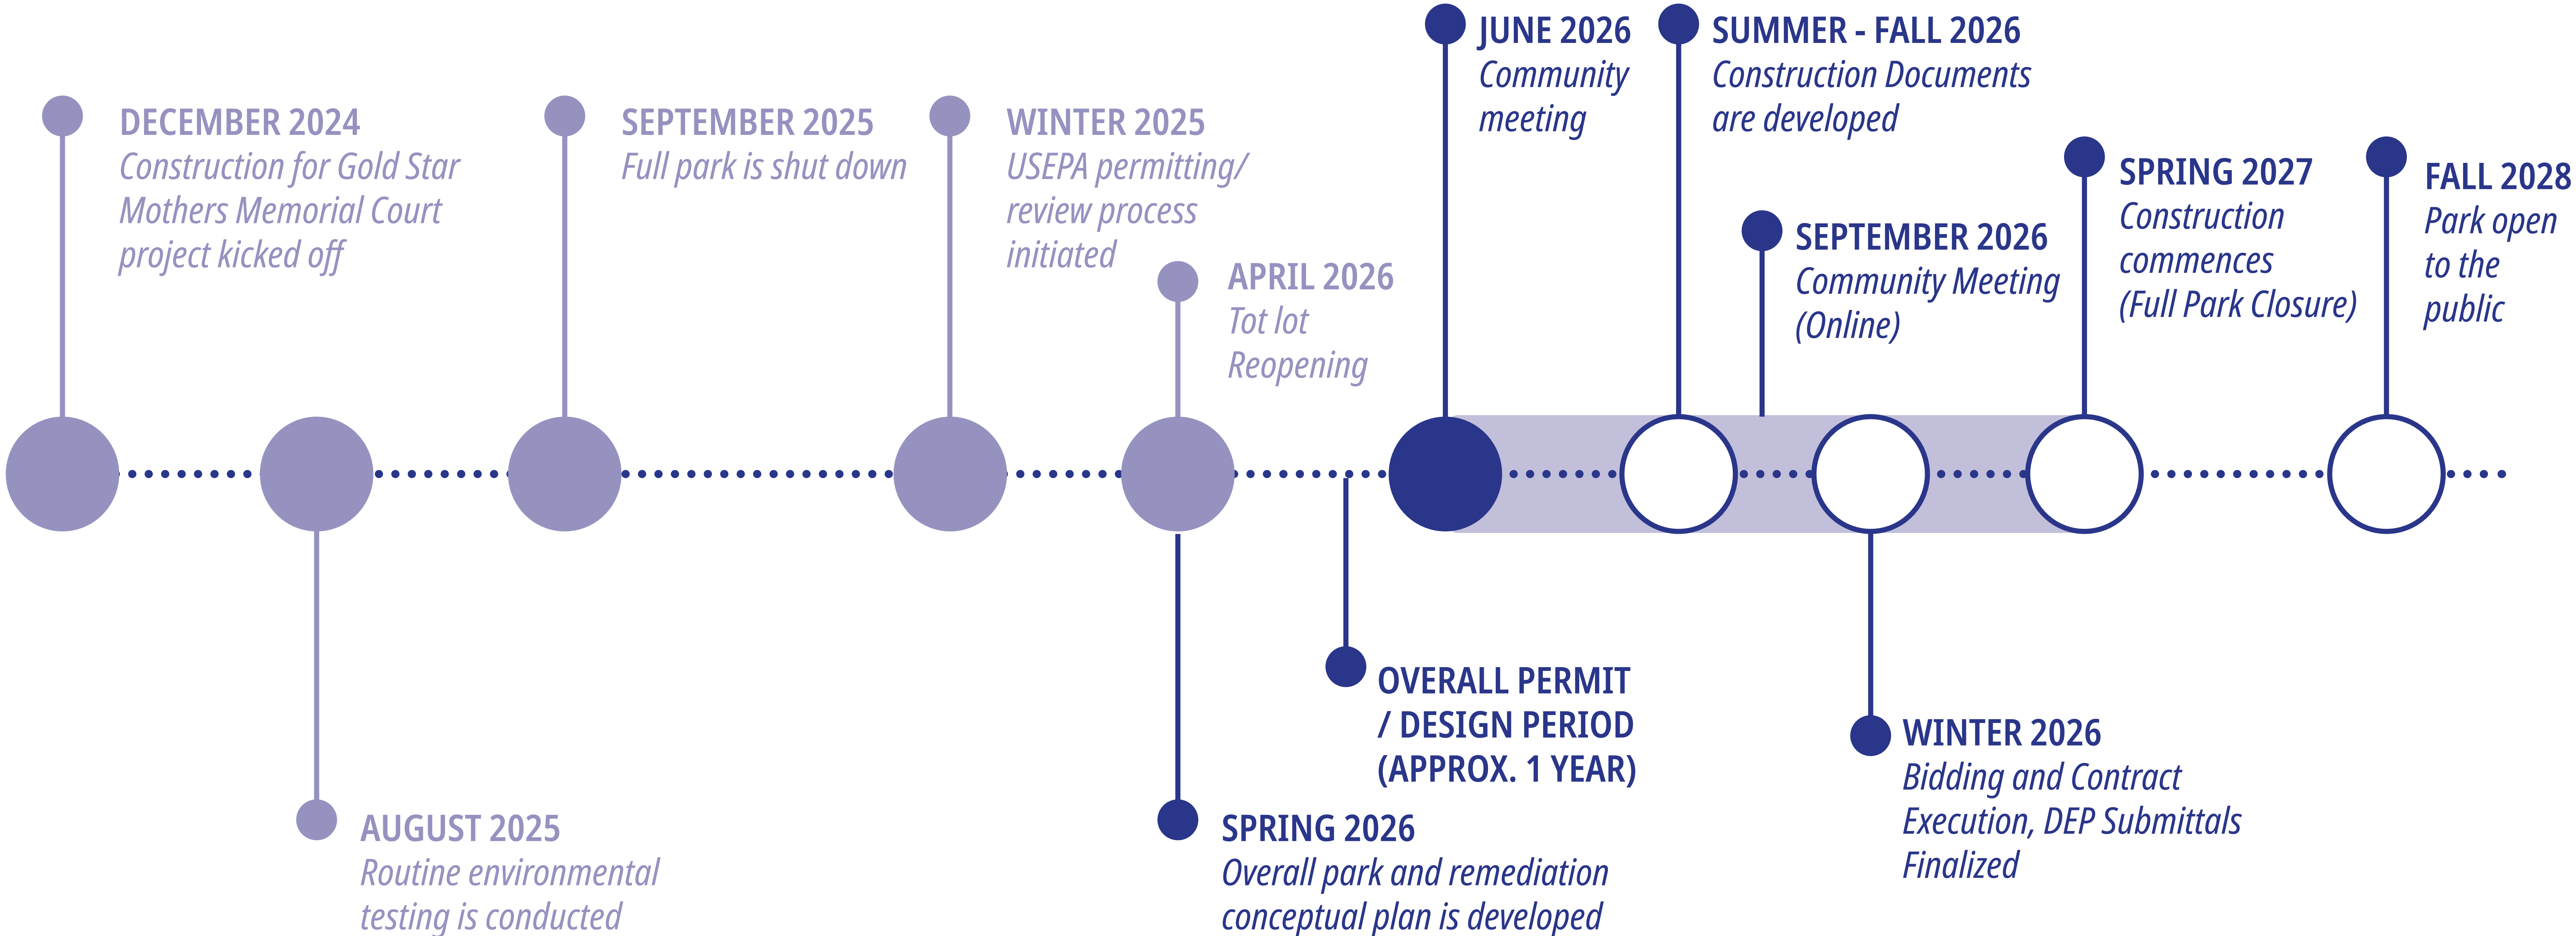 DECEMBER 2024
Construction for Gold Star
Mothers Memorial Court
project kicked off
AUGUST 2025
Routine environmental
testing is conducted
SEPTEMBER 2025
Full park is shut down
WINTER 2025
USEPA permitting/
review process
initiated
APRIL 2026
Tot lot
Reopening
SPRING 2026
Overall park and remediation
conceptual plan is developed
OVERALL PERMIT
/ DESIGN PERIOD
(APPROX. 1 YEAR)
JUNE 2026
Community
meeting
SUMMER - FALL 2026
Construction Documents
are developed
SEPTEMBER 2026
Community Meeting
(Online)
WINTER 2026
Bidding and Contract
Execution, DEP Submittals
Finalized
SPRING 2027
Construction
commences
(Full Park Closure)
FALL 2028
Park open
to the
public